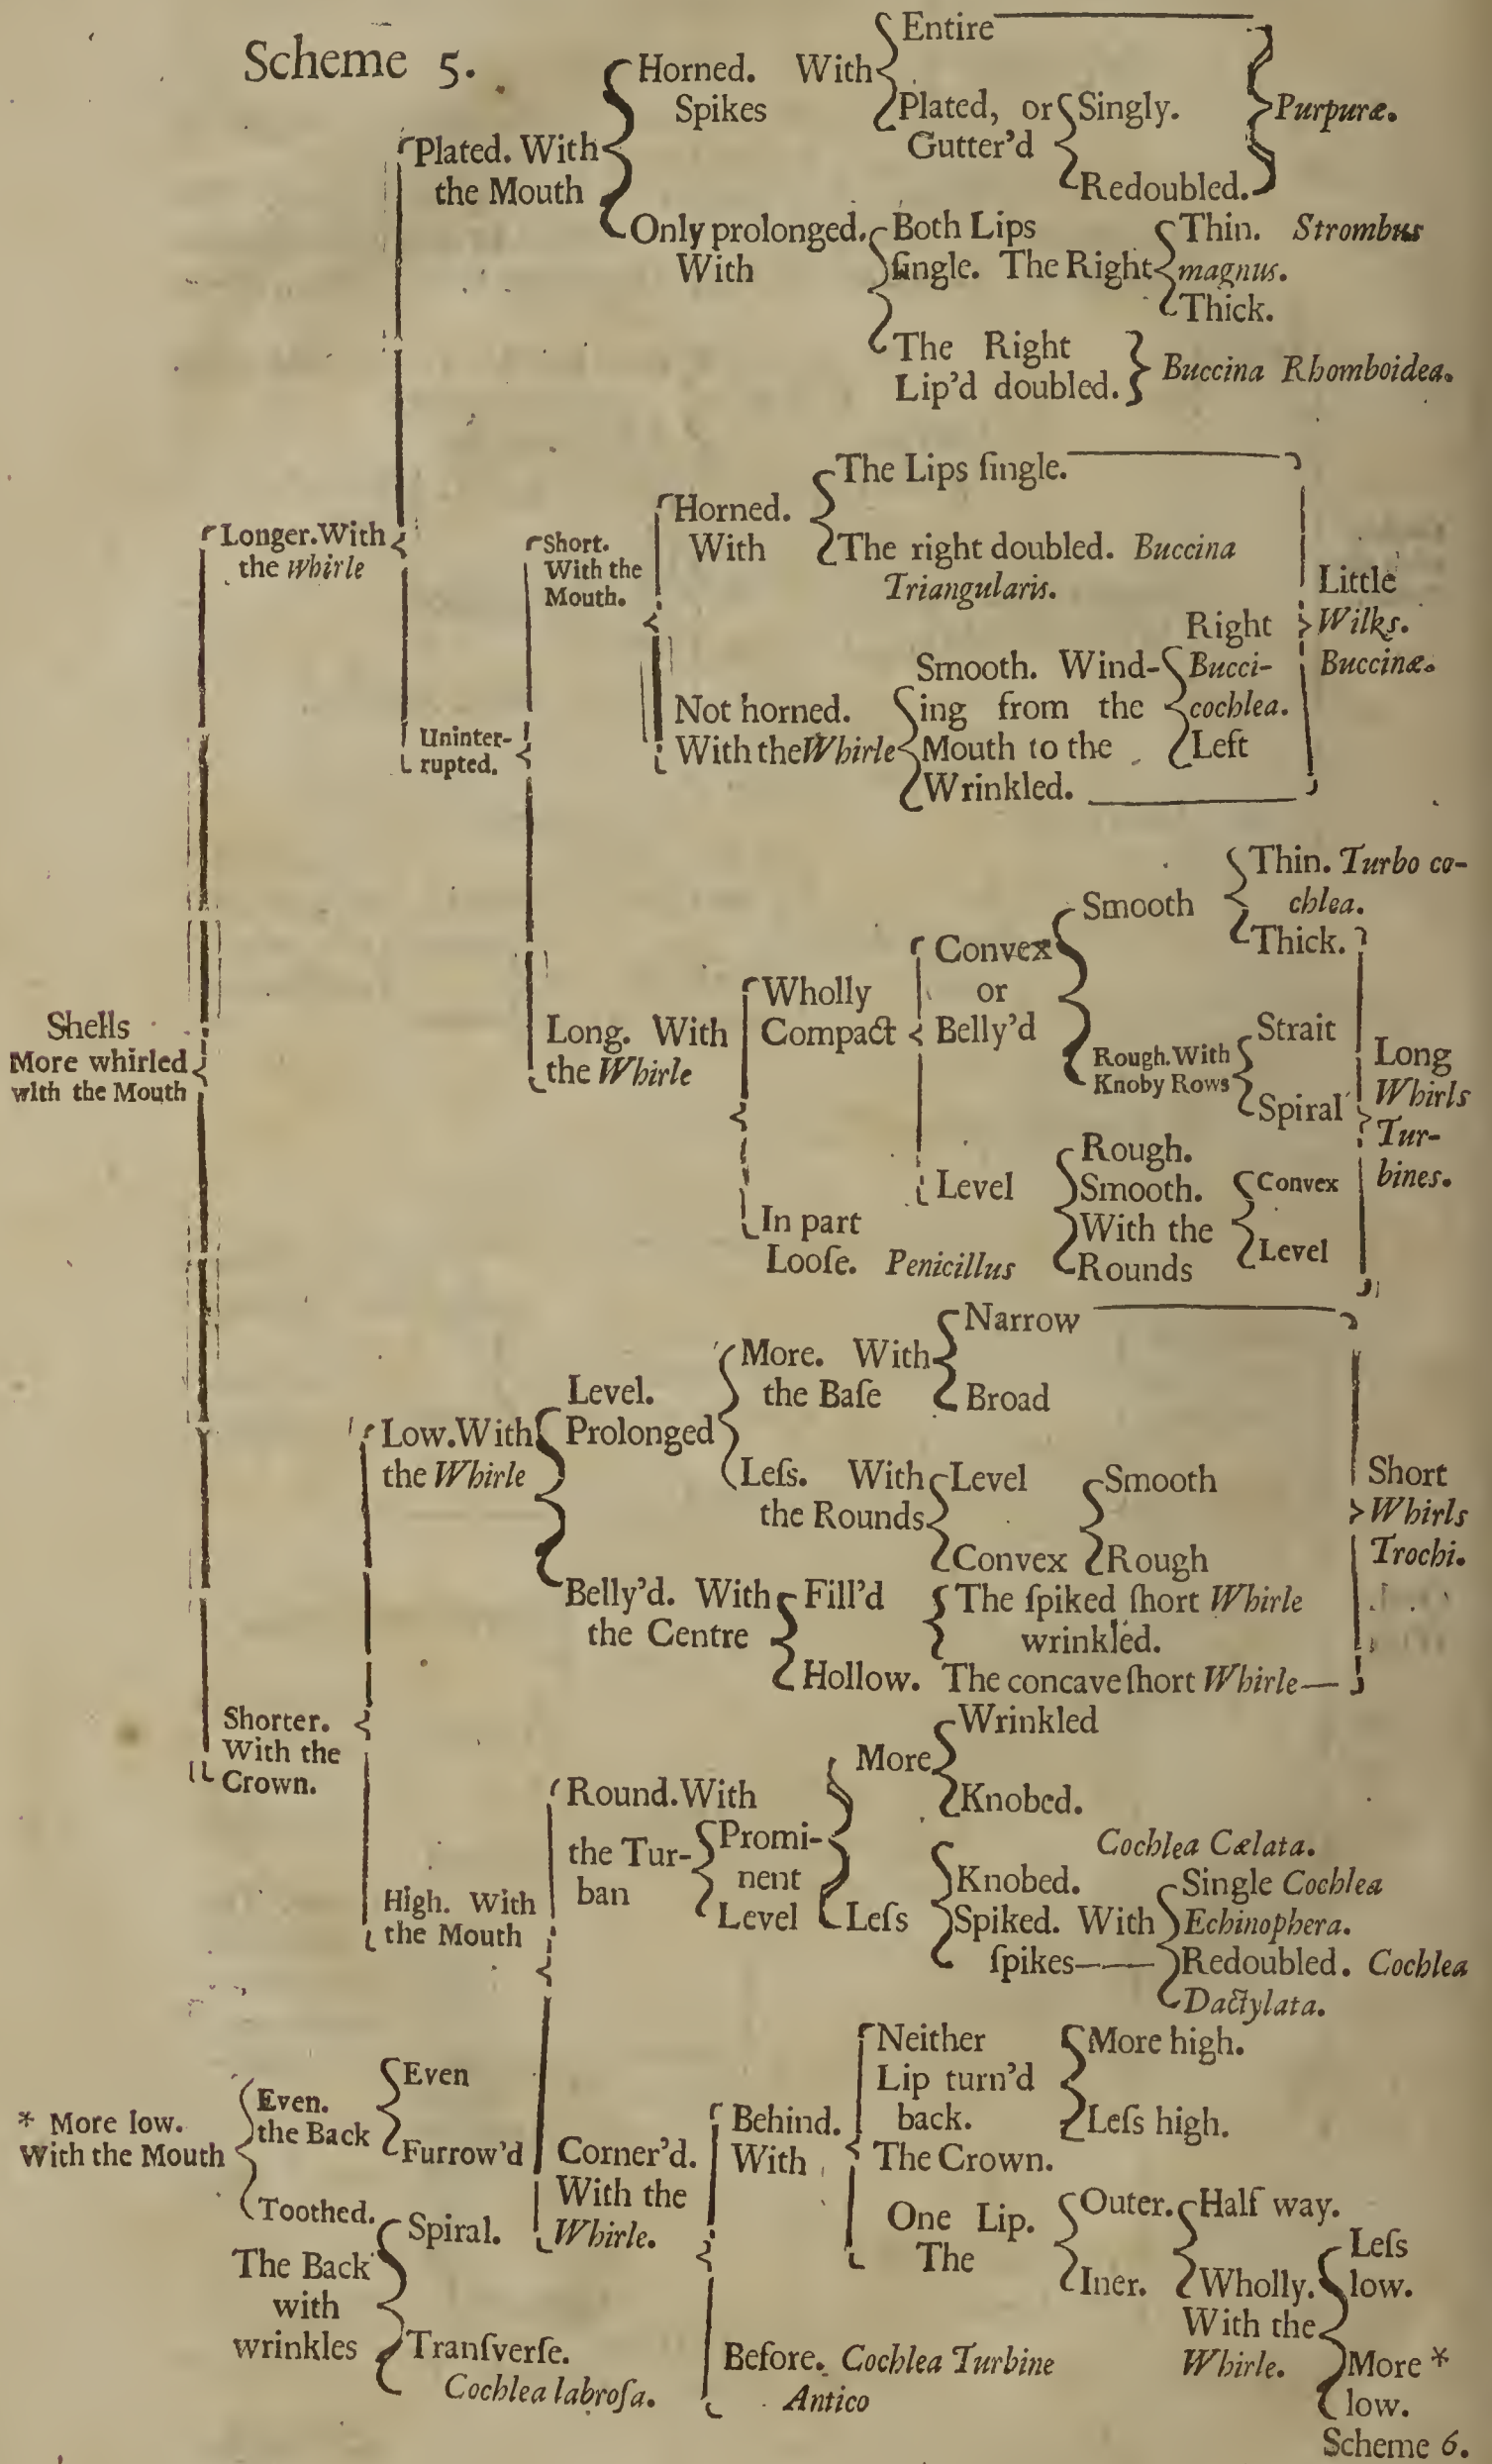 Scheme 5.
Entire
Horned. With
Spikes
Plated, or
Gutter'd
Singly.
Redoubled.
Purpuræ.
Plated. With
the Mouth
Only prolonged.
With
Both Lips
ſingle. The Right
Thin. Strombus
magnus.
Thick.
The Right
Lip'd doubled.
Buccina Rhomboidea.
Longer. With
the Whirle
Short.
With the
Mouth.
Horned.
With
The Lips ſingle.
The right doubled. Buccina
Triangularis.
Not horned.
With the Whirle
Smooth. Wind-
ing from the
Mouth to the
Wrinkled.
Right
Bucci-
cochlea.
Left
Little
Wilks.
Buccinæ.
Uninter-
rupted.
Long. With
the Whirle
Wholly
Compact
Convex
or
Belly'd
Smooth
Thin. Turbo co-
chlea.
Thick.
Rough. With
Knoby Rows
Strait
Spiral
Level
Rough.
Smooth.
With the
Rounds
Convex
Level
In part
Looſe. Penicillus
Long
Whirls
Tur-
bines.
Shells
More whirled
with the Mouth
Shorter.
With the
Crown.
Low. With
the Whirle
Level.
Prolonged
More. With
the Baſe
Narrow
Broad
Leſs. With
the Rounds
Level
Convex
Smooth
Rough
Belly'd. With
the Centre
Fill'd
The ſpiked ſhort Whirle
wrinkled.
Hollow. The concave ſhort Whirle—
Short
Whirls
Trochi.
High. With
the Mouth
Round. With
the Tur-
ban
Promi-
nent
Level
More
Wrinkled
Knobed.
Leſs
Cochlea Cælata.
Knobed.
Spiked. With
ſpikes——
Single Cochlea
Echinophera.
Redoubled. Cochlea
Dactylata.
Corner'd.
With the
Whirle.
Behind.
With
Neither
Lip turn'd
back.
The Crown.
More high.
Leſs high.
One Lip.
The
Outer.
Iner.
Half way.
Wholly.
With the
Whirle.
Leſs
low.
More *
low.
Before. Cochlea Turbine
Antico
* More low.
With the Mouth
Even.
the Back
Even
Furrow'd
Toothed.
The Back
with
wrinkles
Spiral.
Tranſverſe.
Cochlea labroſa.
Scheme 6.